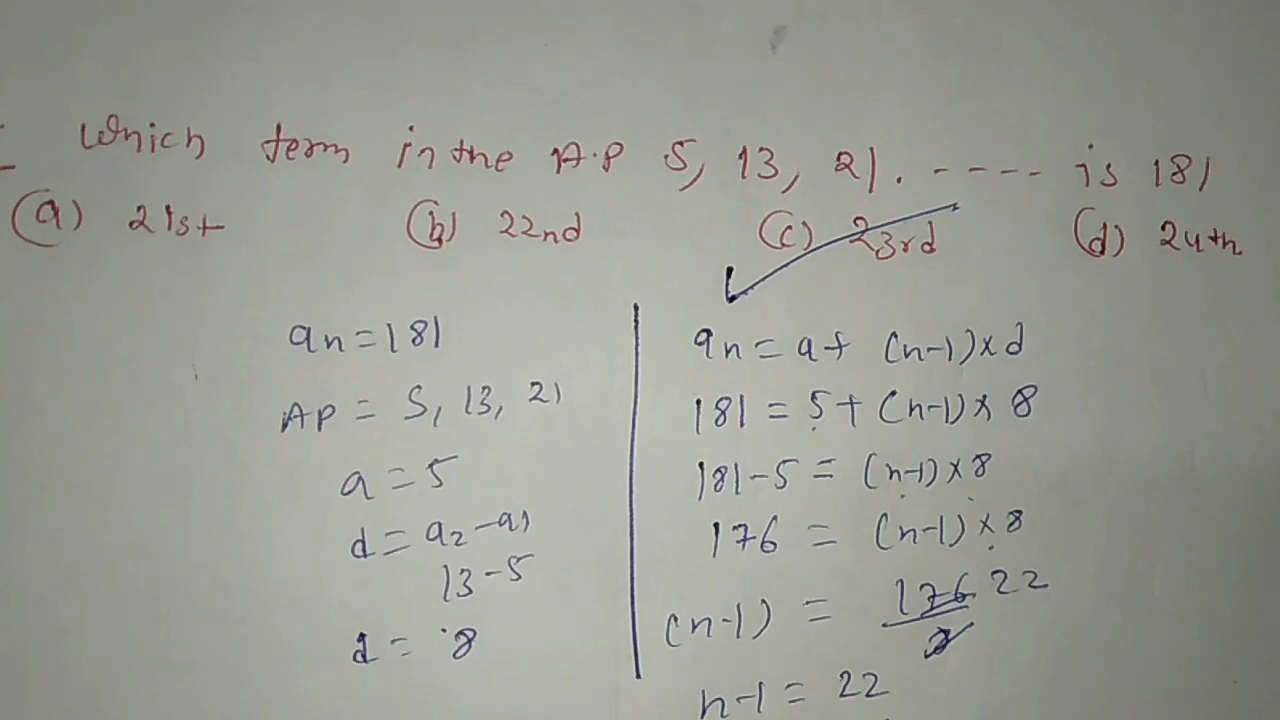 Which term in the A.P 5, 13, 21. ---- is 181
(a) 21st (b) 22nd (c) 23rd (d) 24th.
an = 181
AP = 5, 13, 21
a = 5
d = a2 - a1
13 - 5
d = 8
an = a + (n-1)×d
181 = 5 + (n-1)× 8
181-5 = (n-1)×8
176 = (n-1)×8
(n-1) = 176/8 22
n-1 = 22